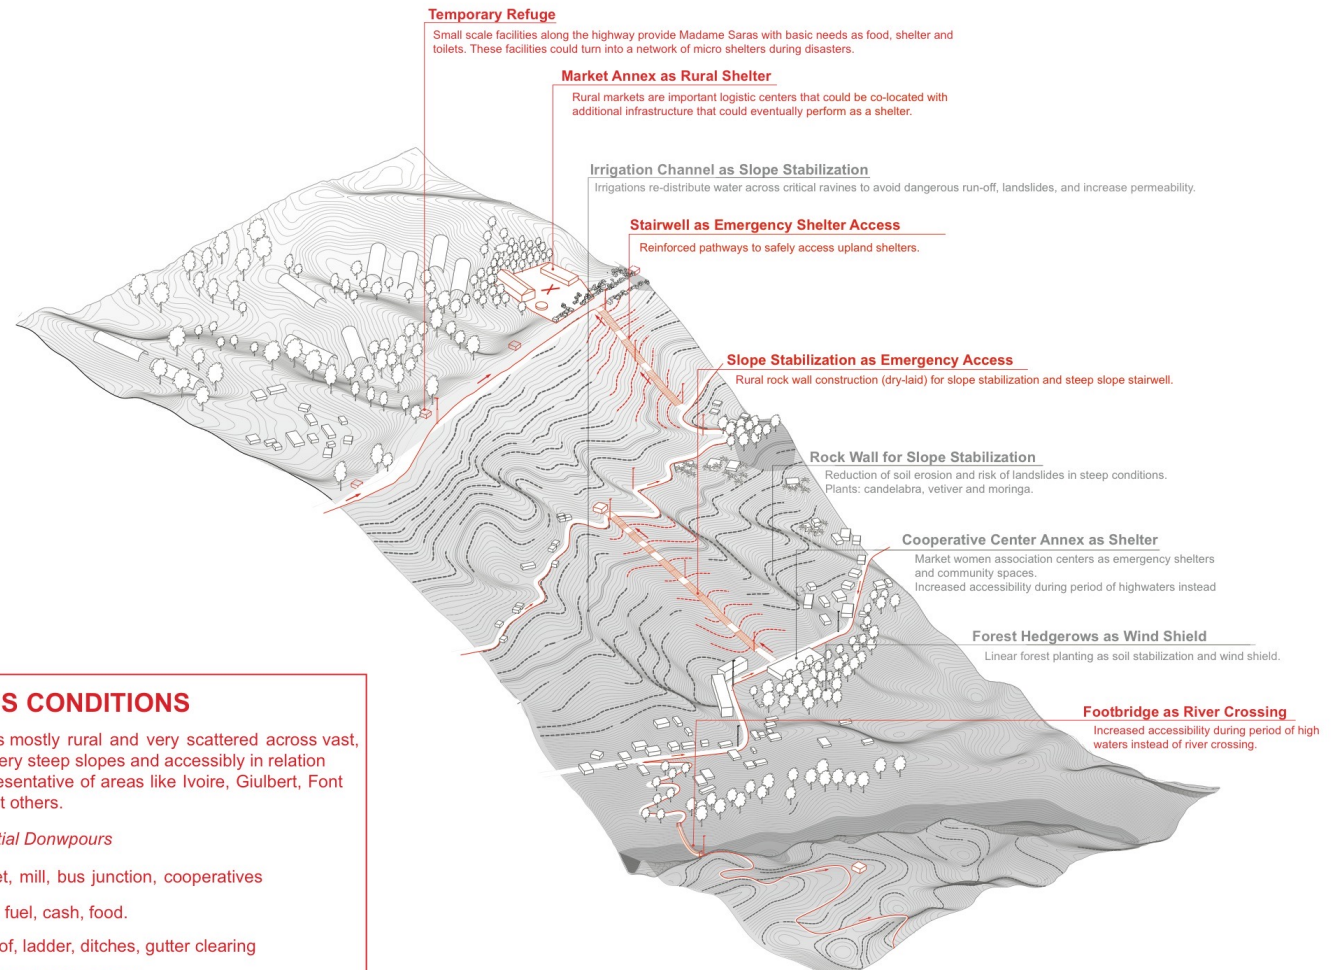 Temporary Refuge
Small scale facilities along the highway provide Madame Saras with basic needs as food, shelter and
toilets. These facilities could turn into a network of micro shelters during disasters.
Market Annex as Rural Shelter
Rural markets are important logistic centers that could be co-located with
additional infrastructure that could eventually perform as a shelter.
Irrigation Channel as Slope Stabilization
Irrigations re-distribute water across critical ravines to avoid dangerous run-off, landslides, and increase permeability.
Stairwell as Emergency Shelter Access
Reinforced pathways to safely access upland shelters.
Slope Stabilization as Emergency Access
Rural rock wall construction (dry-laid) for slope stabilization and steep slope stairwell.
Rock Wall for Slope Stabilization
Reduction of soil erosion and risk of landslides in steep conditions.
Plants: candelabra, vetiver and moringa.
Cooperative Center Annex as Shelter
Market women association centers as emergency shelters
and community spaces.
Increased accessibility during period of highwaters instead
Forest Hedgerows as Wind Shield
Linear forest planting as soil stabilization and wind shield.
Footbridge as River Crossing
Increased accessibility during period of high
waters instead of river crossing.
S CONDITIONS
s mostly rural and very scattered across vast,
ery steep slopes and accessibly in relation
esentative of areas like Ivoire, Giulbert, Font
t others.
tial Donwpours
et, mill, bus junction, cooperatives
fuel, cash, food.
of, ladder, ditches, gutter clearing